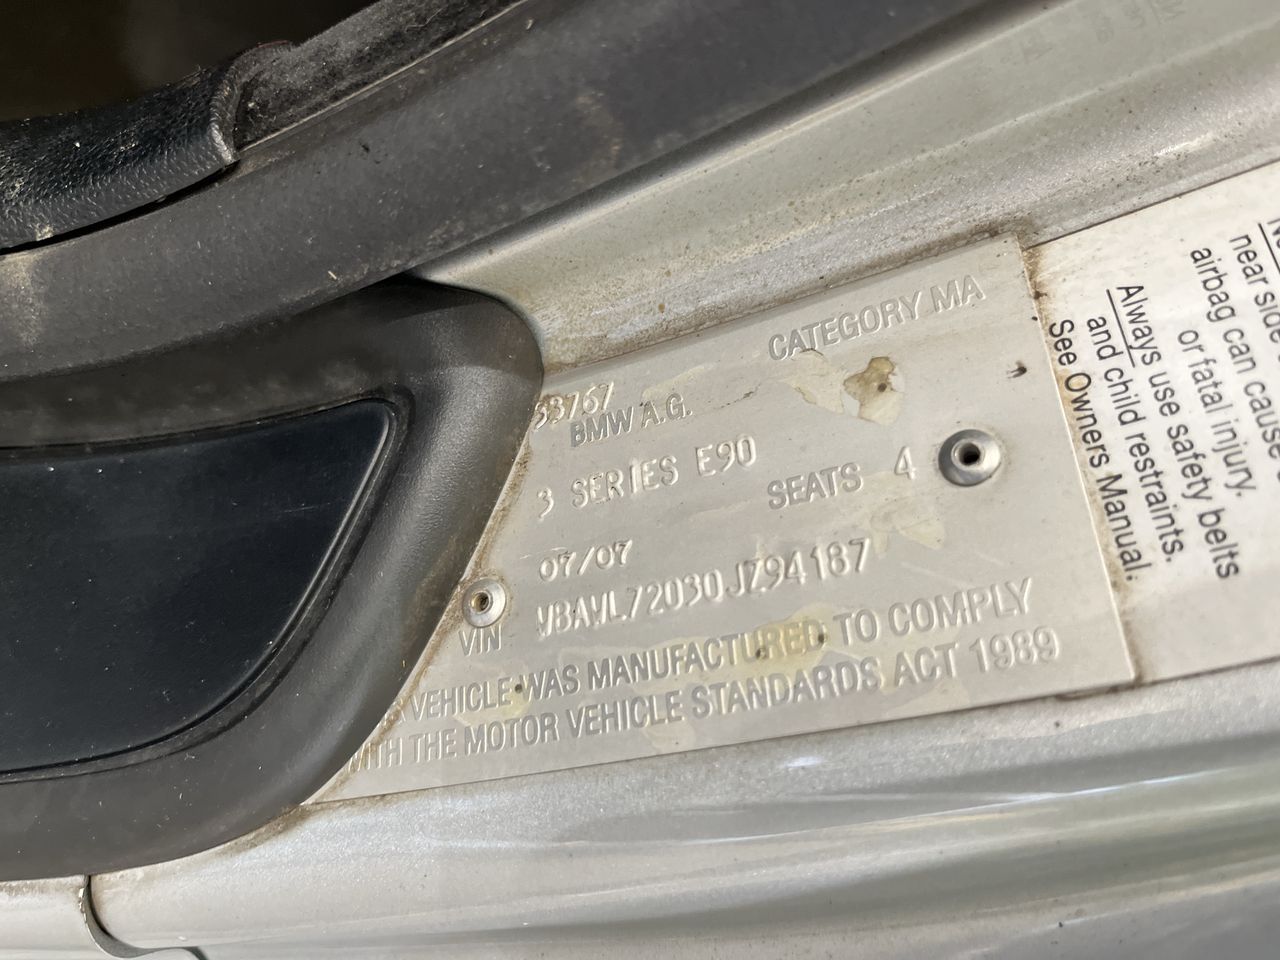 CATEGORY MA
53767
BMW A.G.
3 SERIES E90
SEATS 4
07/07
VIN WBAVL72030JZ94187
VEHICLE WAS MANUFACTURED TO COMPLY
WITH THE MOTOR VEHICLE STANDARDS ACT 1989
near side
airbag can cause
or fatal injury.
Always use safety belts
and child restraints.
See Owners Manual.